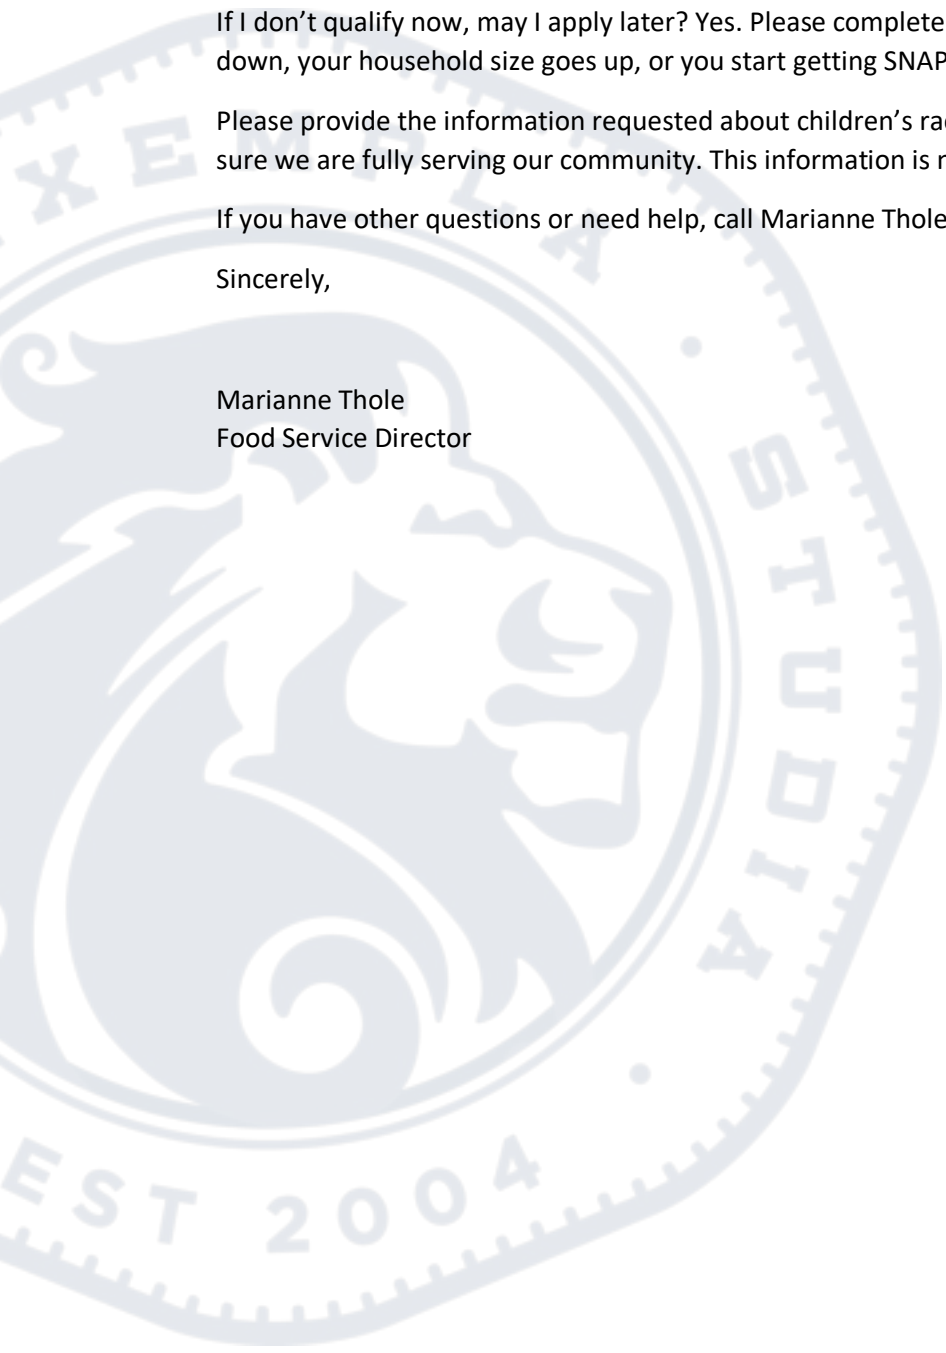 If I don’t qualify now, may I apply later? Yes. Please complete
down, your household size goes up, or you start getting SNAP
Please provide the information requested about children’s
sure we are fully serving our community. This information is
If you have other questions or need help, call Marianne Thole
Sincerely,
Marianne Thole
Food Service Director
EXEMPLA • STUDIA •
EST 2004